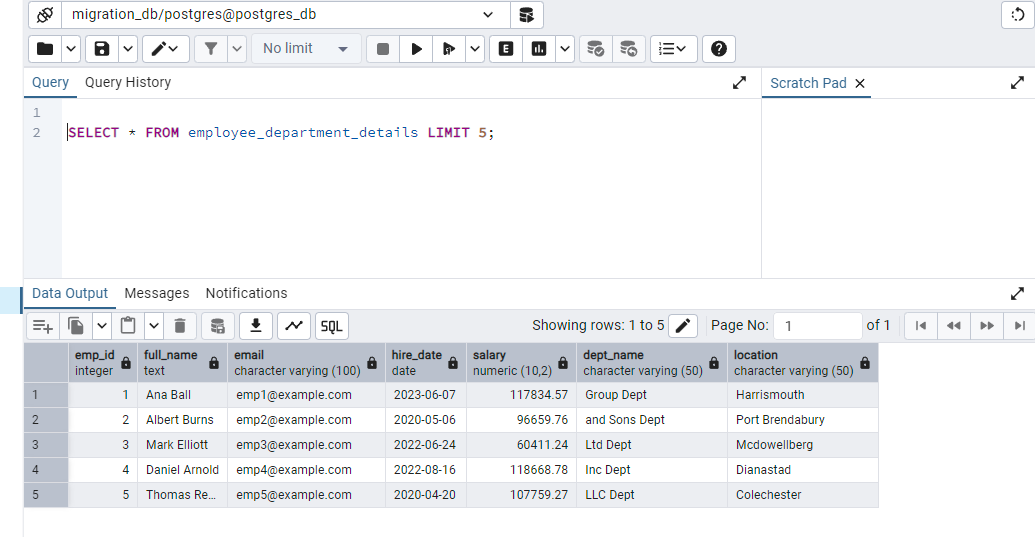 migration_db/postgres@postgres_db
No limit
E
Query Query History
Scratch Pad
1
2 SELECT * FROM employee_department_details LIMIT 5;
Data Output Messages Notifications
SQL Showing rows: 1 to 5 Page No: 1 of 1
emp_id full_name email hire_date salary dept_name location
integer text character varying (100) date numeric (10,2) character varying (50) character varying (50)
1 1 Ana Ball emp1@example.com 2023-06-07 117834.57 Group Dept Harrismouth
2 2 Albert Burns emp2@example.com 2020-05-06 96659.76 and Sons Dept Port Brendabury
3 3 Mark Elliott emp3@example.com 2022-06-24 60411.24 Ltd Dept Mcdowellberg
4 4 Daniel Arnold emp4@example.com 2022-08-16 118668.78 Inc Dept Dianastad
5 5 Thomas Re... emp5@example.com 2020-04-20 107759.27 LLC Dept Colechester